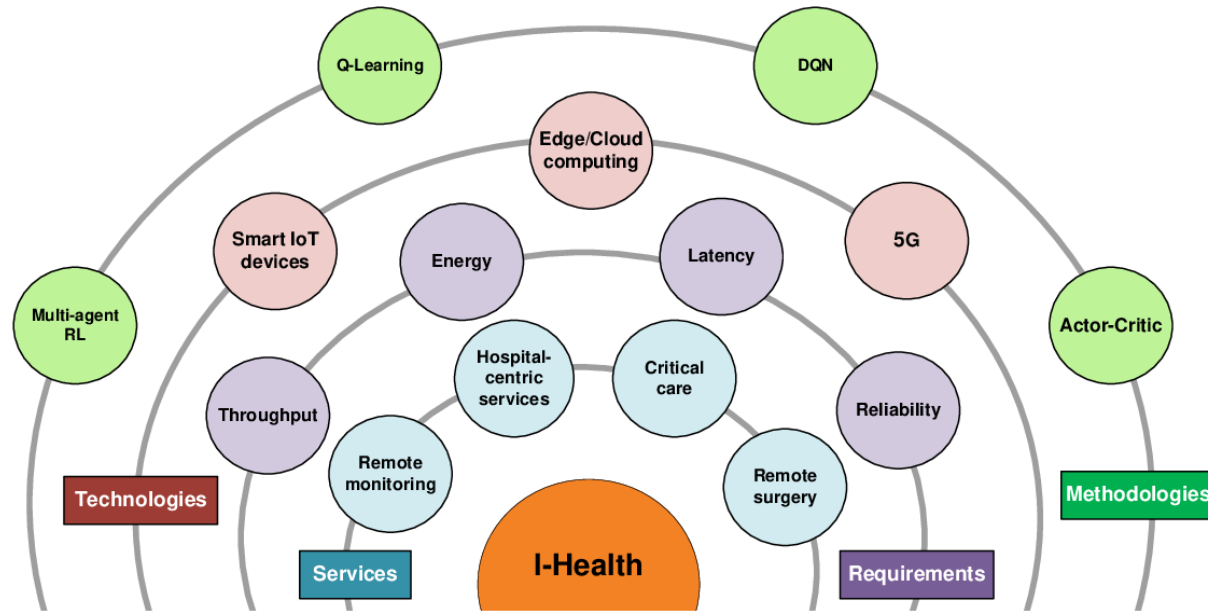 Q-Learning
DQN
Edge/Cloud
computing
Smart IoT
devices
5G
Energy
Latency
Multi-agent
RL
Actor-Critic
Hospital-
centric
services
Critical
care
Throughput
Reliability
Remote
monitoring
Remote
surgery
Technologies
Methodologies
I-Health
Services
Requirements